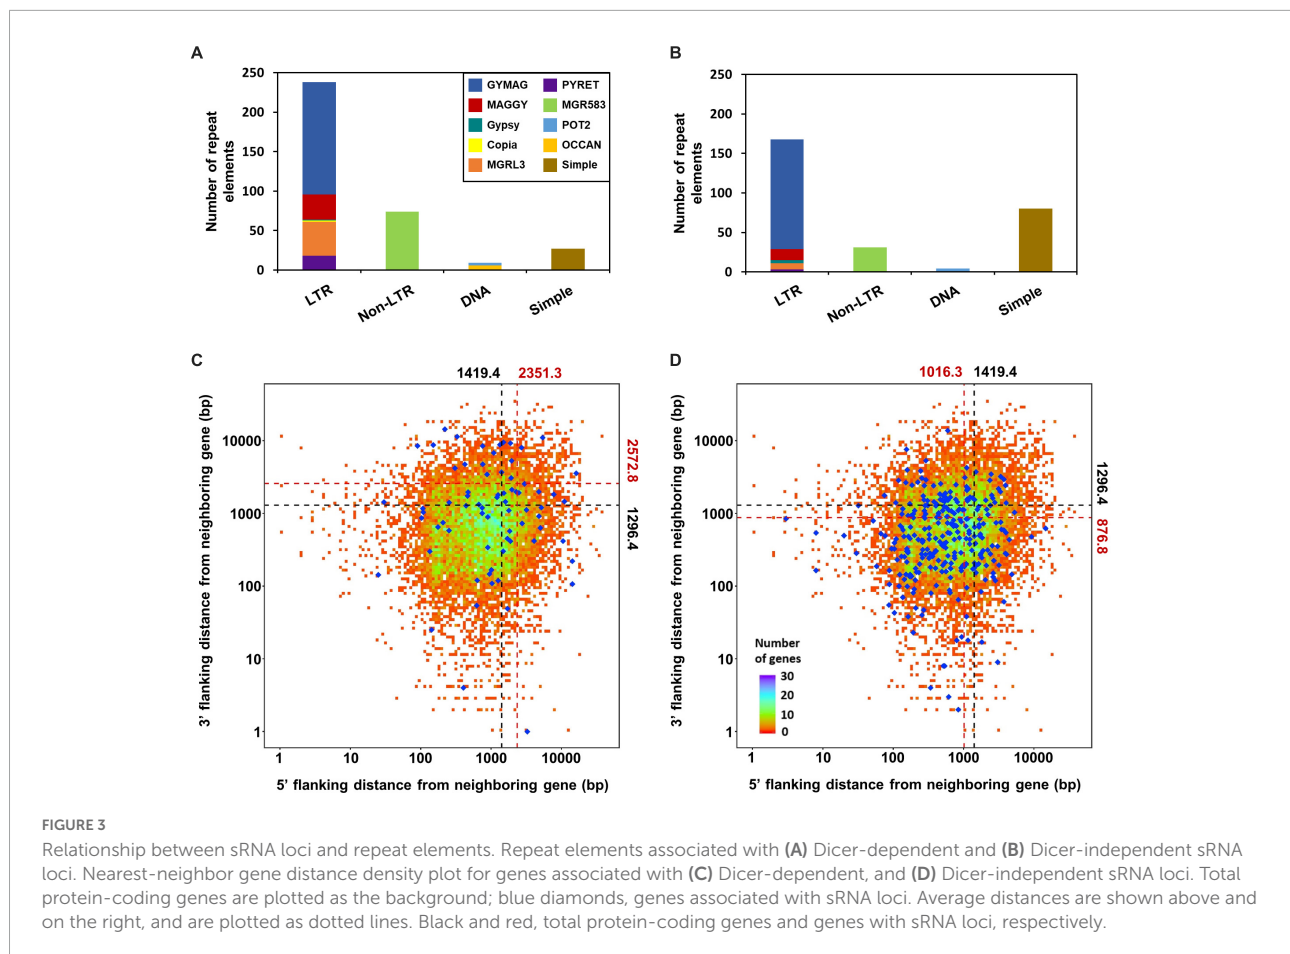 A
Number of repeat
elements
250
200
150
100
50
0
LTR
Non-LTR
DNA
Simple
GYMAG
MAGGY
Gypsy
Copia
MGRL3
PYRET
MGR583
POT2
OCCAN
Simple
B
Number of repeat
elements
250
200
150
100
50
0
LTR
Non-LTR
DNA
Simple
C
1419.4 2351.3
3' flanking distance from neighboring gene (bp)
10000
1000
100
10
1
2572.8
1296.4
1 10 100 1000 10000
5' flanking distance from neighboring gene (bp)
D
1016.3 1419.4
3' flanking distance from neighboring gene (bp)
10000
1000
100
10
1
1296.4
876.8
Number
of genes
30
20
10
0
1 10 100 1000 10000
5' flanking distance from neighboring gene (bp)
FIGURE 3
Relationship between sRNA loci and repeat elements. Repeat elements associated with (A) Dicer-dependent and (B) Dicer-independent sRNA
loci. Nearest-neighbor gene distance density plot for genes associated with (C) Dicer-dependent, and (D) Dicer-independent sRNA loci. Total
protein-coding genes are plotted as the background; blue diamonds, genes associated with sRNA loci. Average distances are shown above and
on the right, and are plotted as dotted lines. Black and red, total protein-coding genes and genes with sRNA loci, respectively.